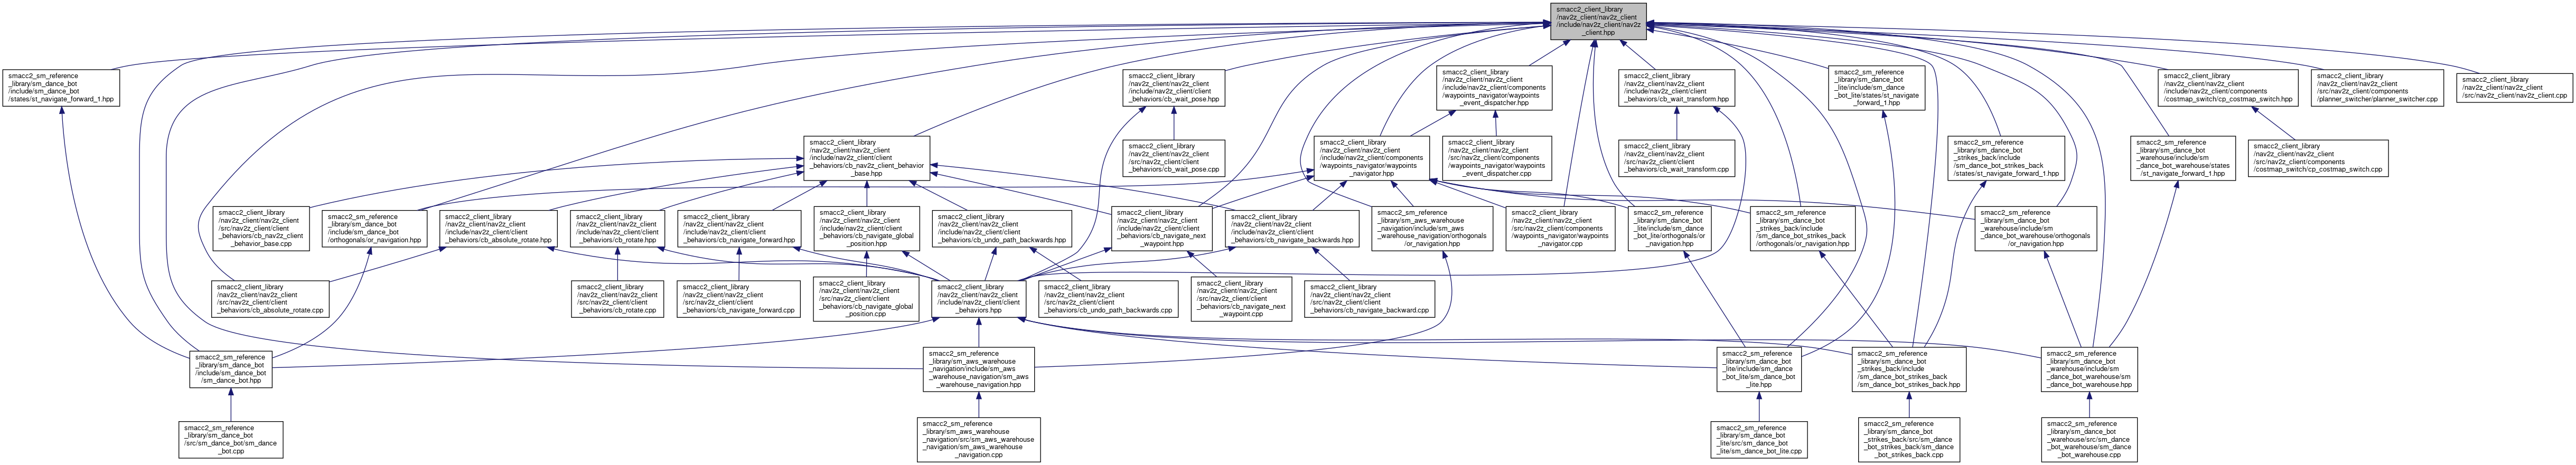 smacc2_client_library
/nav2z_client/nav2z_client
/include/nav2z_client/nav2z
_client.hpp
smacc2_sm_reference
_library/sm_dance_bot
/include/sm_dance_bot
/states/st_navigate_forward_1.hpp
smacc2_client_library
/nav2z_client/nav2z_client
/include/nav2z_client/client
_behaviors/cb_wait_pose.hpp
smacc2_client_library
/nav2z_client/nav2z_client
/include/nav2z_client/components
/waypoints_navigator/waypoints
_event_dispatcher.hpp
smacc2_client_library
/nav2z_client/nav2z_client
/include/nav2z_client/client
_behaviors/cb_wait_transform.hpp
smacc2_sm_reference
_library/sm_dance_bot
_lite/include/sm_dance
_bot_lite/states/st_navigate
_forward_1.hpp
smacc2_client_library
/nav2z_client/nav2z_client
/include/nav2z_client/components
/costmap_switch/cp_costmap_switch.hpp
smacc2_client_library
/nav2z_client/nav2z_client
/src/nav2z_client/components
/planner_switcher/planner_switcher.cpp
smacc2_client_library
/nav2z_client/nav2z_client
/src/nav2z_client/nav2z_client.cpp
smacc2_client_library
/nav2z_client/nav2z_client
/include/nav2z_client/client
_behaviors/cb_nav2z_client_behavior
_base.hpp
smacc2_client_library
/nav2z_client/nav2z_client
/src/nav2z_client/client
_behaviors/cb_wait_pose.cpp
smacc2_client_library
/nav2z_client/nav2z_client
/include/nav2z_client/components
/waypoints_navigator/waypoints
_navigator.hpp
smacc2_client_library
/nav2z_client/nav2z_client
/src/nav2z_client/components
/waypoints_navigator/waypoints
_event_dispatcher.cpp
smacc2_client_library
/nav2z_client/nav2z_client
/src/nav2z_client/client
_behaviors/cb_wait_transform.cpp
smacc2_sm_reference
_library/sm_dance_bot
_strikes_back/include
/sm_dance_bot_strikes_back
/states/st_navigate_forward_1.hpp
smacc2_sm_reference
_library/sm_dance_bot
_warehouse/include/sm
_dance_bot_warehouse/states
/st_navigate_forward_1.hpp
smacc2_client_library
/nav2z_client/nav2z_client
/src/nav2z_client/components
/costmap_switch/cp_costmap_switch.cpp
smacc2_client_library
/nav2z_client/nav2z_client
/src/nav2z_client/client
_behaviors/cb_nav2z_client
_behavior_base.cpp
smacc2_sm_reference
_library/sm_dance_bot
/include/sm_dance_bot
/orthogonals/or_navigation.hpp
smacc2_client_library
/nav2z_client/nav2z_client
/include/nav2z_client/client
_behaviors/cb_absolute_rotate.hpp
smacc2_client_library
/nav2z_client/nav2z_client
/include/nav2z_client/client
_behaviors/cb_rotate.hpp
smacc2_client_library
/nav2z_client/nav2z_client
/include/nav2z_client/client
_behaviors/cb_navigate_forward.hpp
smacc2_client_library
/nav2z_client/nav2z_client
/include/nav2z_client/client
_behaviors/cb_navigate_global
_position.hpp
smacc2_client_library
/nav2z_client/nav2z_client
/include/nav2z_client/client
_behaviors/cb_undo_path_backwards.hpp
smacc2_client_library
/nav2z_client/nav2z_client
/include/nav2z_client/client
_behaviors/cb_navigate_next
_waypoint.hpp
smacc2_client_library
/nav2z_client/nav2z_client
/include/nav2z_client/client
_behaviors/cb_navigate_backwards.hpp
smacc2_sm_reference
_library/sm_aws_warehouse
_navigation/include/sm_aws
_warehouse_navigation/orthogonals
/or_navigation.hpp
smacc2_client_library
/nav2z_client/nav2z_client
/src/nav2z_client/components
/waypoints_navigator/waypoints
_navigator.cpp
smacc2_sm_reference
_library/sm_dance_bot
_lite/include/sm_dance
_bot_lite/orthogonals/or
_navigation.hpp
smacc2_sm_reference
_library/sm_dance_bot
_strikes_back/include
/sm_dance_bot_strikes_back
/orthogonals/or_navigation.hpp
smacc2_sm_reference
_library/sm_dance_bot
_warehouse/include/sm
_dance_bot_warehouse/orthogonals
/or_navigation.hpp
smacc2_client_library
/nav2z_client/nav2z_client
/src/nav2z_client/client
_behaviors/cb_absolute_rotate.cpp
smacc2_client_library
/nav2z_client/nav2z_client
/src/nav2z_client/client
_behaviors/cb_rotate.cpp
smacc2_client_library
/nav2z_client/nav2z_client
/src/nav2z_client/client
_behaviors/cb_navigate_forward.cpp
smacc2_client_library
/nav2z_client/nav2z_client
/src/nav2z_client/client
_behaviors/cb_navigate_global
_position.cpp
smacc2_client_library
/nav2z_client/nav2z_client
/include/nav2z_client/client
_behaviors.hpp
smacc2_client_library
/nav2z_client/nav2z_client
/src/nav2z_client/client
_behaviors/cb_undo_path_backwards.cpp
smacc2_client_library
/nav2z_client/nav2z_client
/src/nav2z_client/client
_behaviors/cb_navigate_next
_waypoint.cpp
smacc2_client_library
/nav2z_client/nav2z_client
/src/nav2z_client/client
_behaviors/cb_navigate_backward.cpp
smacc2_sm_reference
_library/sm_dance_bot
/include/sm_dance_bot
/sm_dance_bot.hpp
smacc2_sm_reference
_library/sm_aws_warehouse
_navigation/include/sm_aws
_warehouse_navigation/sm_aws
_warehouse_navigation.hpp
smacc2_sm_reference
_library/sm_dance_bot
_lite/include/sm_dance
_bot_lite/sm_dance_bot
_lite.hpp
smacc2_sm_reference
_library/sm_dance_bot
_strikes_back/include
/sm_dance_bot_strikes_back
/sm_dance_bot_strikes_back.hpp
smacc2_sm_reference
_library/sm_dance_bot
_warehouse/include/sm
_dance_bot_warehouse/sm
_dance_bot_warehouse.hpp
smacc2_sm_reference
_library/sm_dance_bot
/src/sm_dance_bot/sm_dance
_bot.cpp
smacc2_sm_reference
_library/sm_aws_warehouse
_navigation/src/sm_aws_warehouse
_navigation/sm_aws_warehouse
_navigation.cpp
smacc2_sm_reference
_library/sm_dance_bot
_lite/src/sm_dance_bot
_lite/sm_dance_bot_lite.cpp
smacc2_sm_reference
_library/sm_dance_bot
_strikes_back/src/sm_dance
_bot_strikes_back/sm_dance
_bot_strikes_back.cpp
smacc2_sm_reference
_library/sm_dance_bot
_warehouse/src/sm_dance
_bot_warehouse/sm_dance
_bot_warehouse.cpp